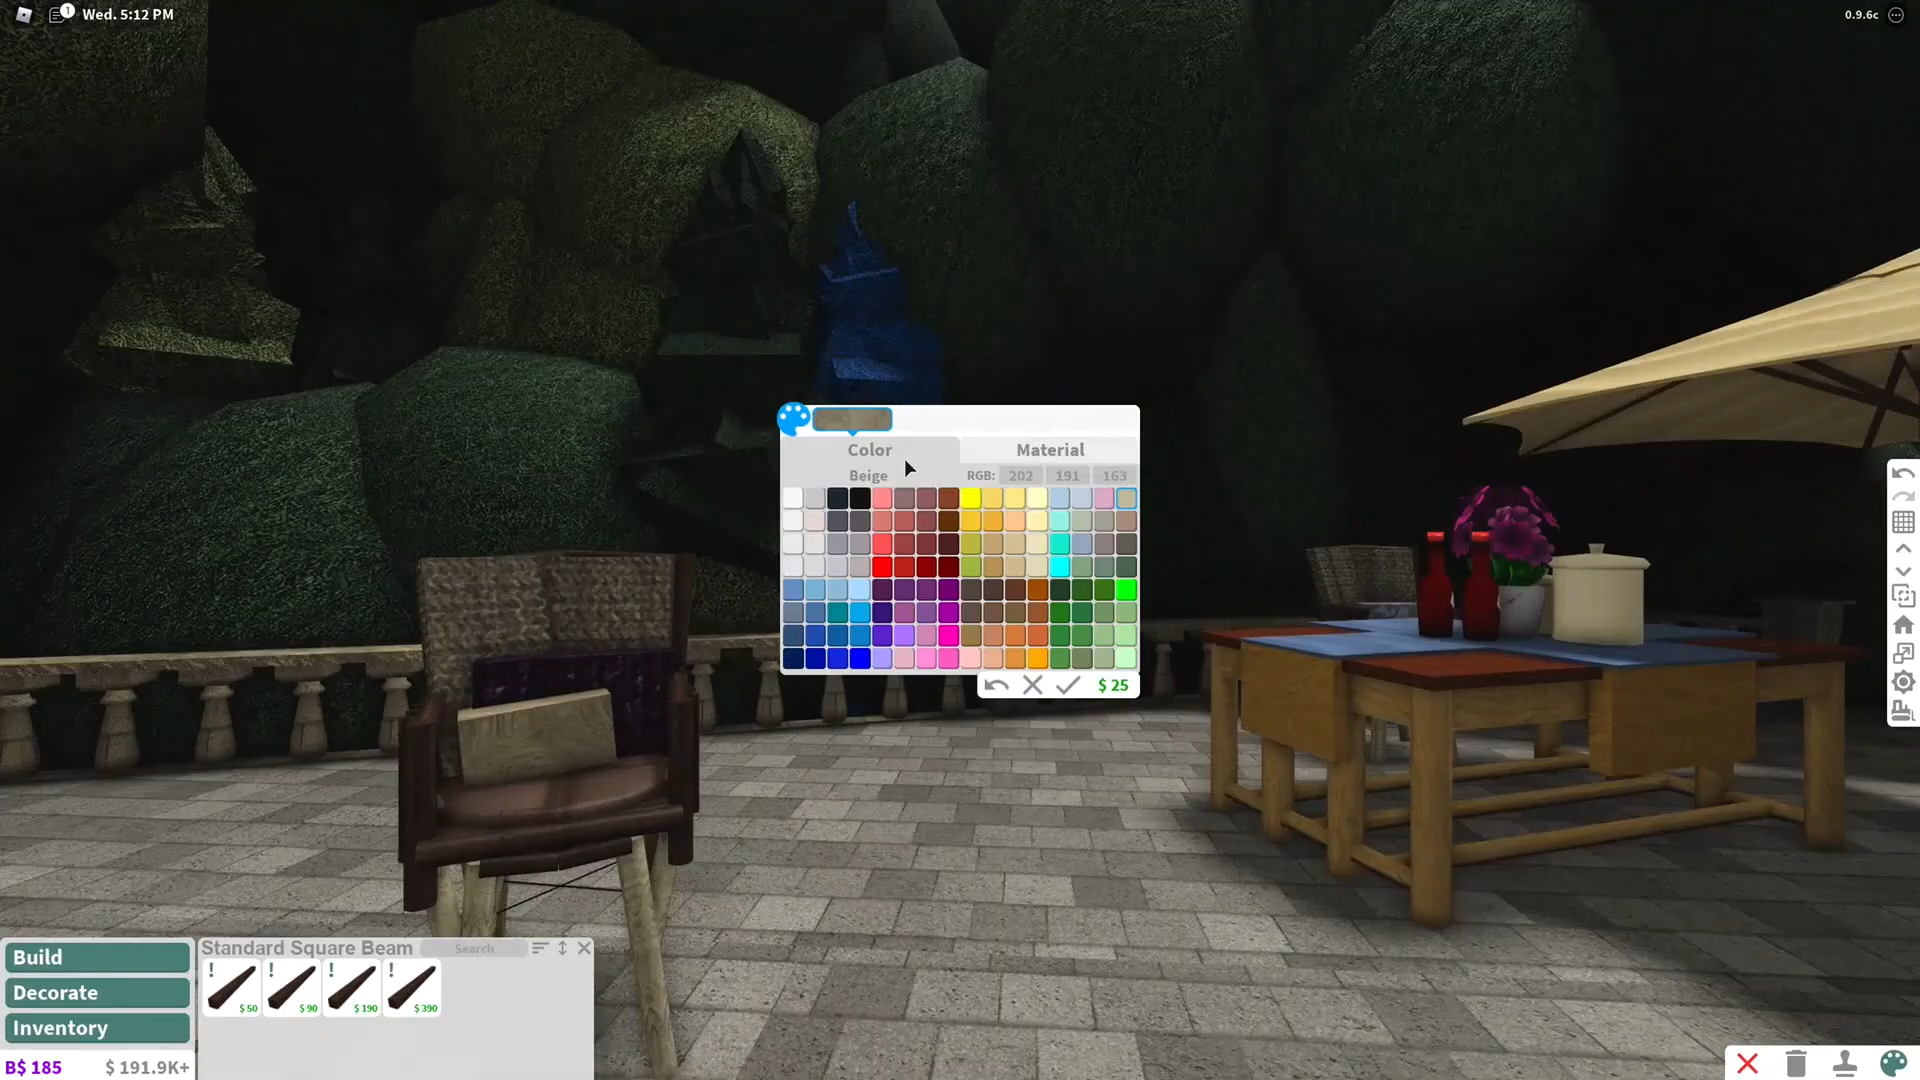 1 Wed. 5:12 PM
0.9.6c
Color
Material
Beige
RGB: 202 191 163
$ 25
Build
Decorate
Inventory
B$ 185
$ 191.9K+
Standard Square Beam
Search
! ! ! !
$ 50 $ 90 $ 190 $ 390